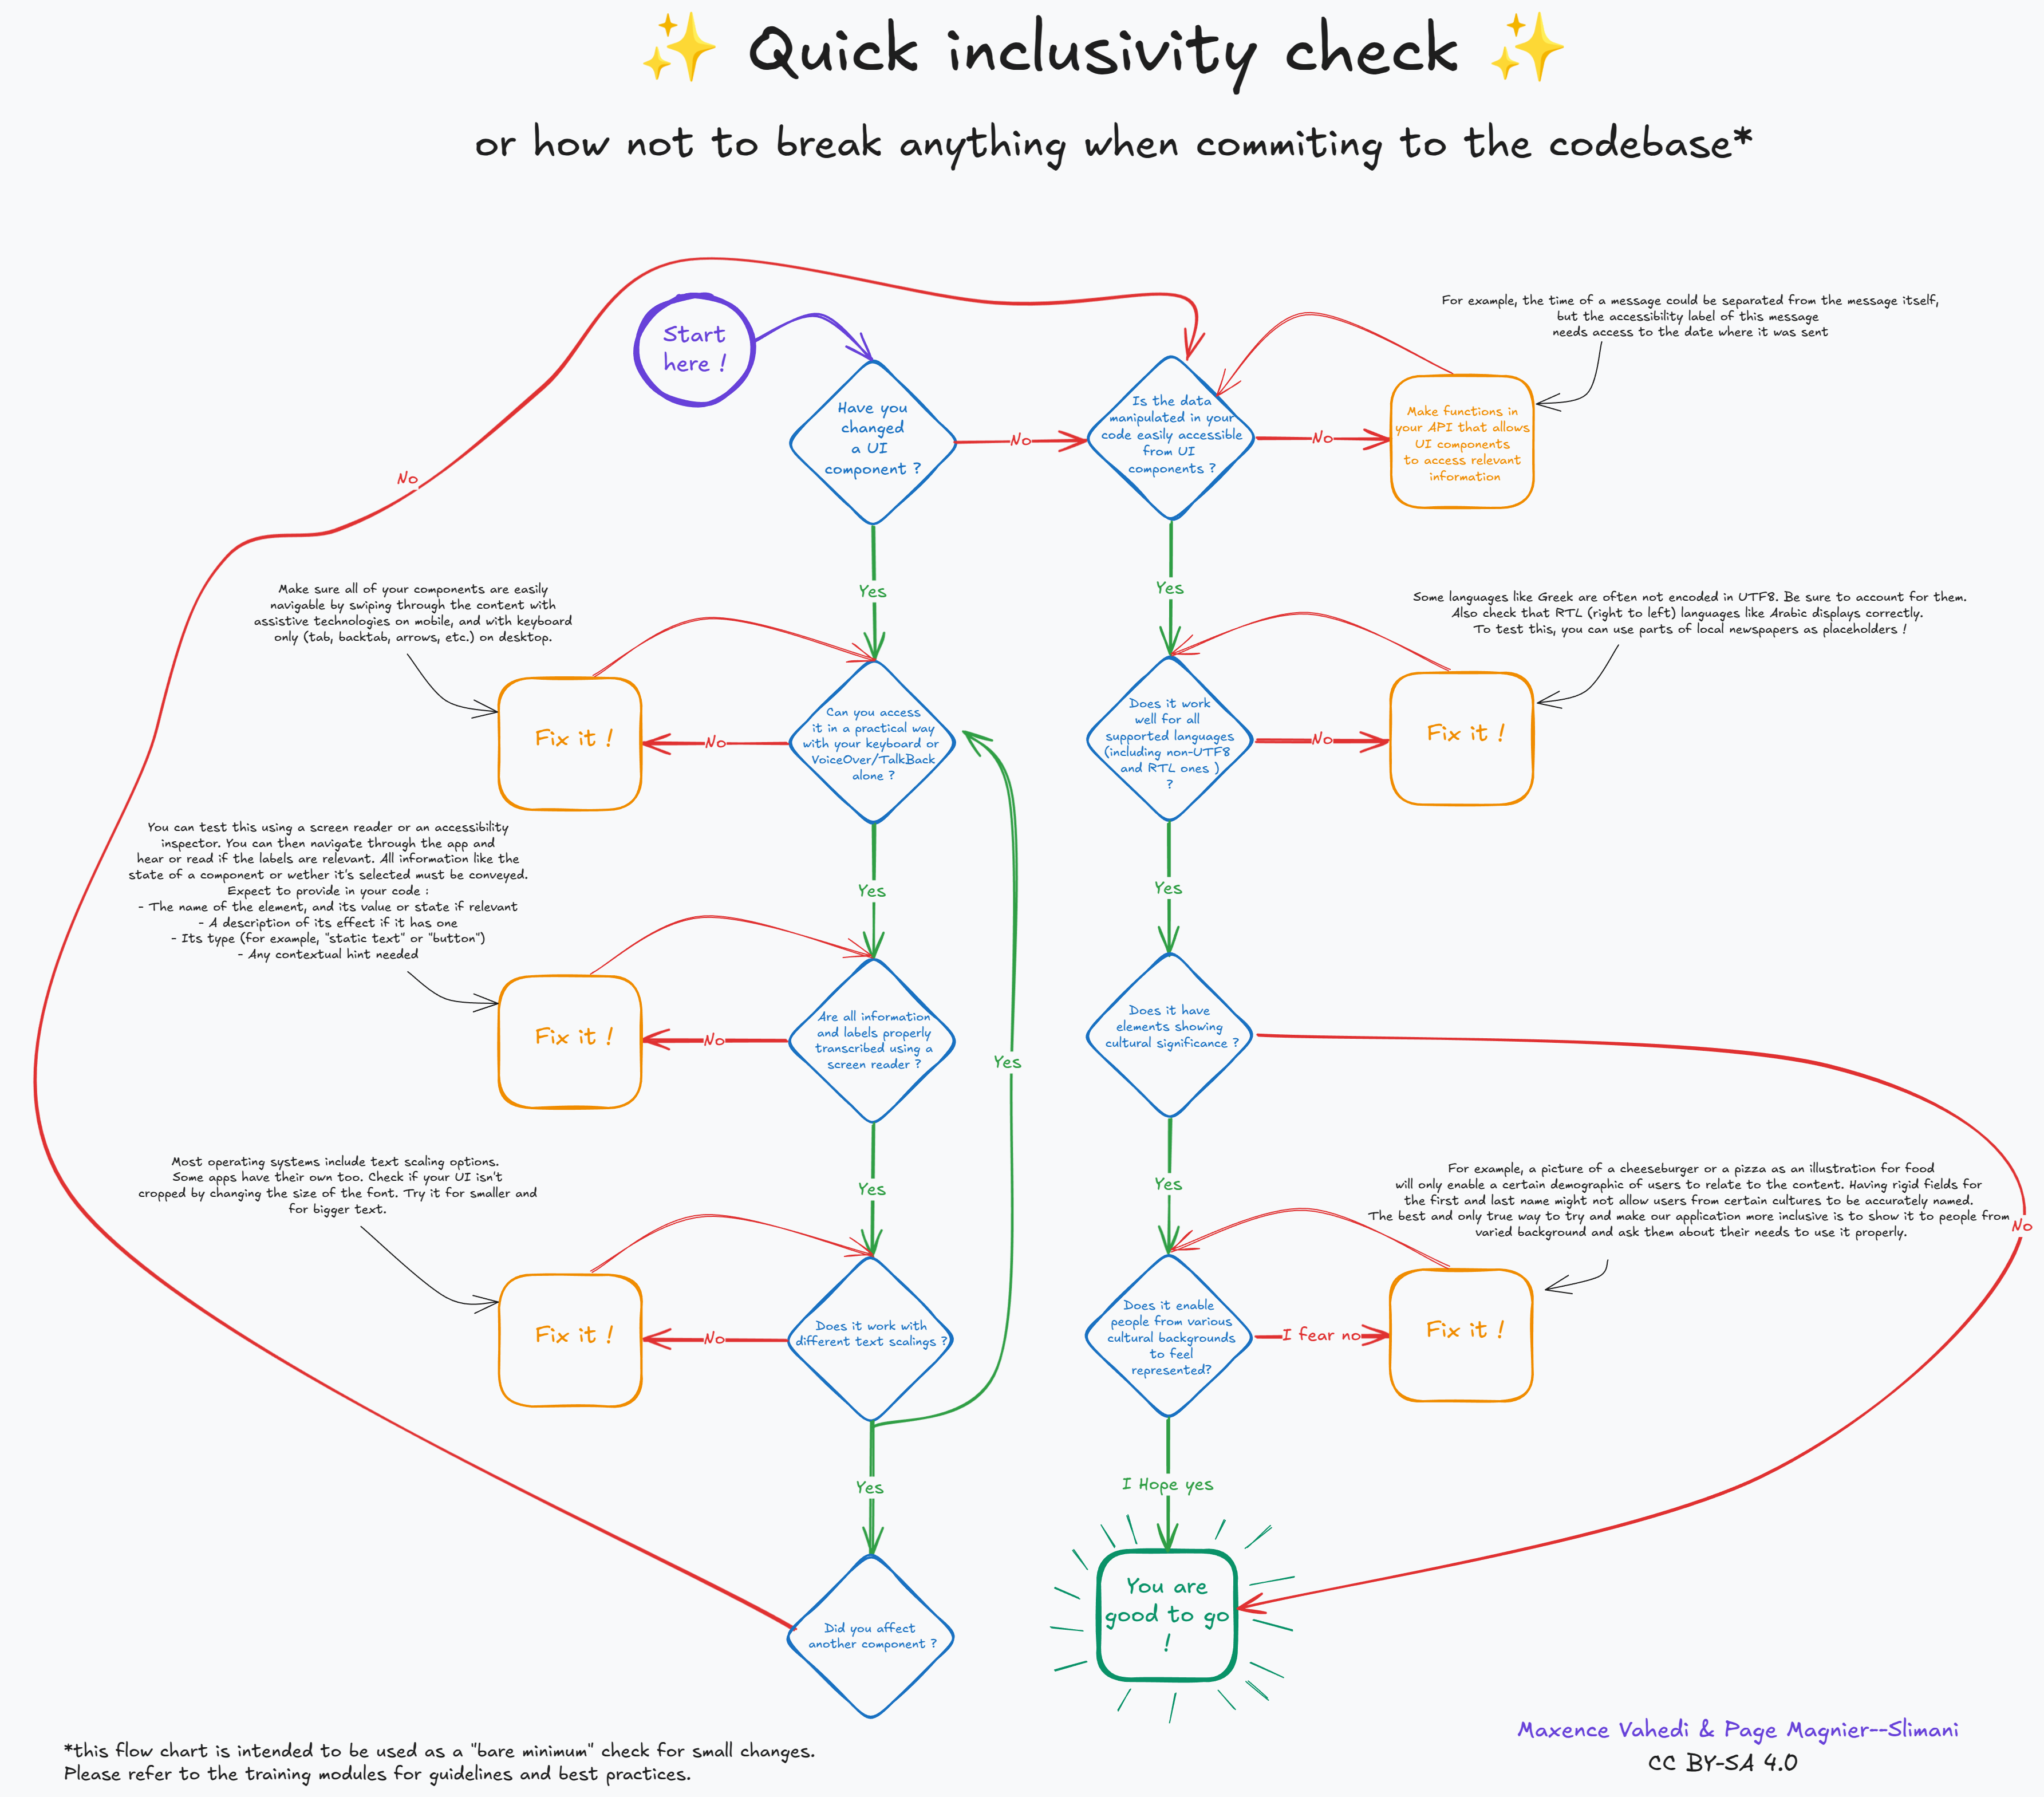 ✨ Quick inclusivity check ✨
or how not to break anything when commiting to the codebase*
Start
here !
Have you
changed
a UI
component ?
No
Is the data
manipulated in your
code easily accessible
from UI
components ?
No
Make functions in
your API that allows
UI components
to access relevant
information
For example, the time of a message could be separated from the message itself,
but the accessibility label of this message
needs access to the date where it was sent
No
Yes
Yes
Make sure all of your components are easily
navigable by swiping through the content with
assistive technologies on mobile, and with keyboard
only (tab, backtab, arrows, etc.) on desktop.
Fix it !
No
Can you access
it in a practical way
with your keyboard or
VoiceOver/TalkBack
alone ?
Does it work
well for all
supported languages
(including non-UTF8
and RTL ones )
?
No
Fix it !
Some languages like Greek are often not encoded in UTF8. Be sure to account for them.
Also check that RTL (right to left) languages like Arabic displays correctly.
To test this, you can use parts of local newspapers as placeholders !
Yes
Yes
You can test this using a screen reader or an accessibility
inspector. You can then navigate through the app and
hear or read if the labels are relevant. All information like the
state of a component or wether it's selected must be conveyed.
Expect to provide in your code :
- The name of the element, and its value or state if relevant
- A description of its effect if it has one
- Its type (for example, "static text" or "button")
- Any contextual hint needed
Fix it !
No
Are all information
and labels properly
transcribed using a
screen reader ?
Yes
Does it have
elements showing
cultural significance ?
No
Yes
Yes
Most operating systems include text scaling options.
Some apps have their own too. Check if your UI isn't
cropped by changing the size of the font. Try it for smaller and
for bigger text.
Fix it !
No
Does it work with
different text scalings ?
Does it enable
people from various
cultural backgrounds
to feel
represented?
I fear no
Fix it !
For example, a picture of a cheeseburger or a pizza as an illustration for food
will only enable a certain demographic of users to relate to the content. Having rigid fields for
the first and last name might not allow users from certain cultures to be accurately named.
The best and only true way to try and make our application more inclusive is to show it to people from
varied background and ask them about their needs to use it properly.
Yes
I Hope yes
Did you affect
another component ?
You are
good to go
!
*this flow chart is intended to be used as a "bare minimum" check for small changes.
Please refer to the training modules for guidelines and best practices.
Maxence Vahedi & Page Magnier--Slimani
CC BY-SA 4.0